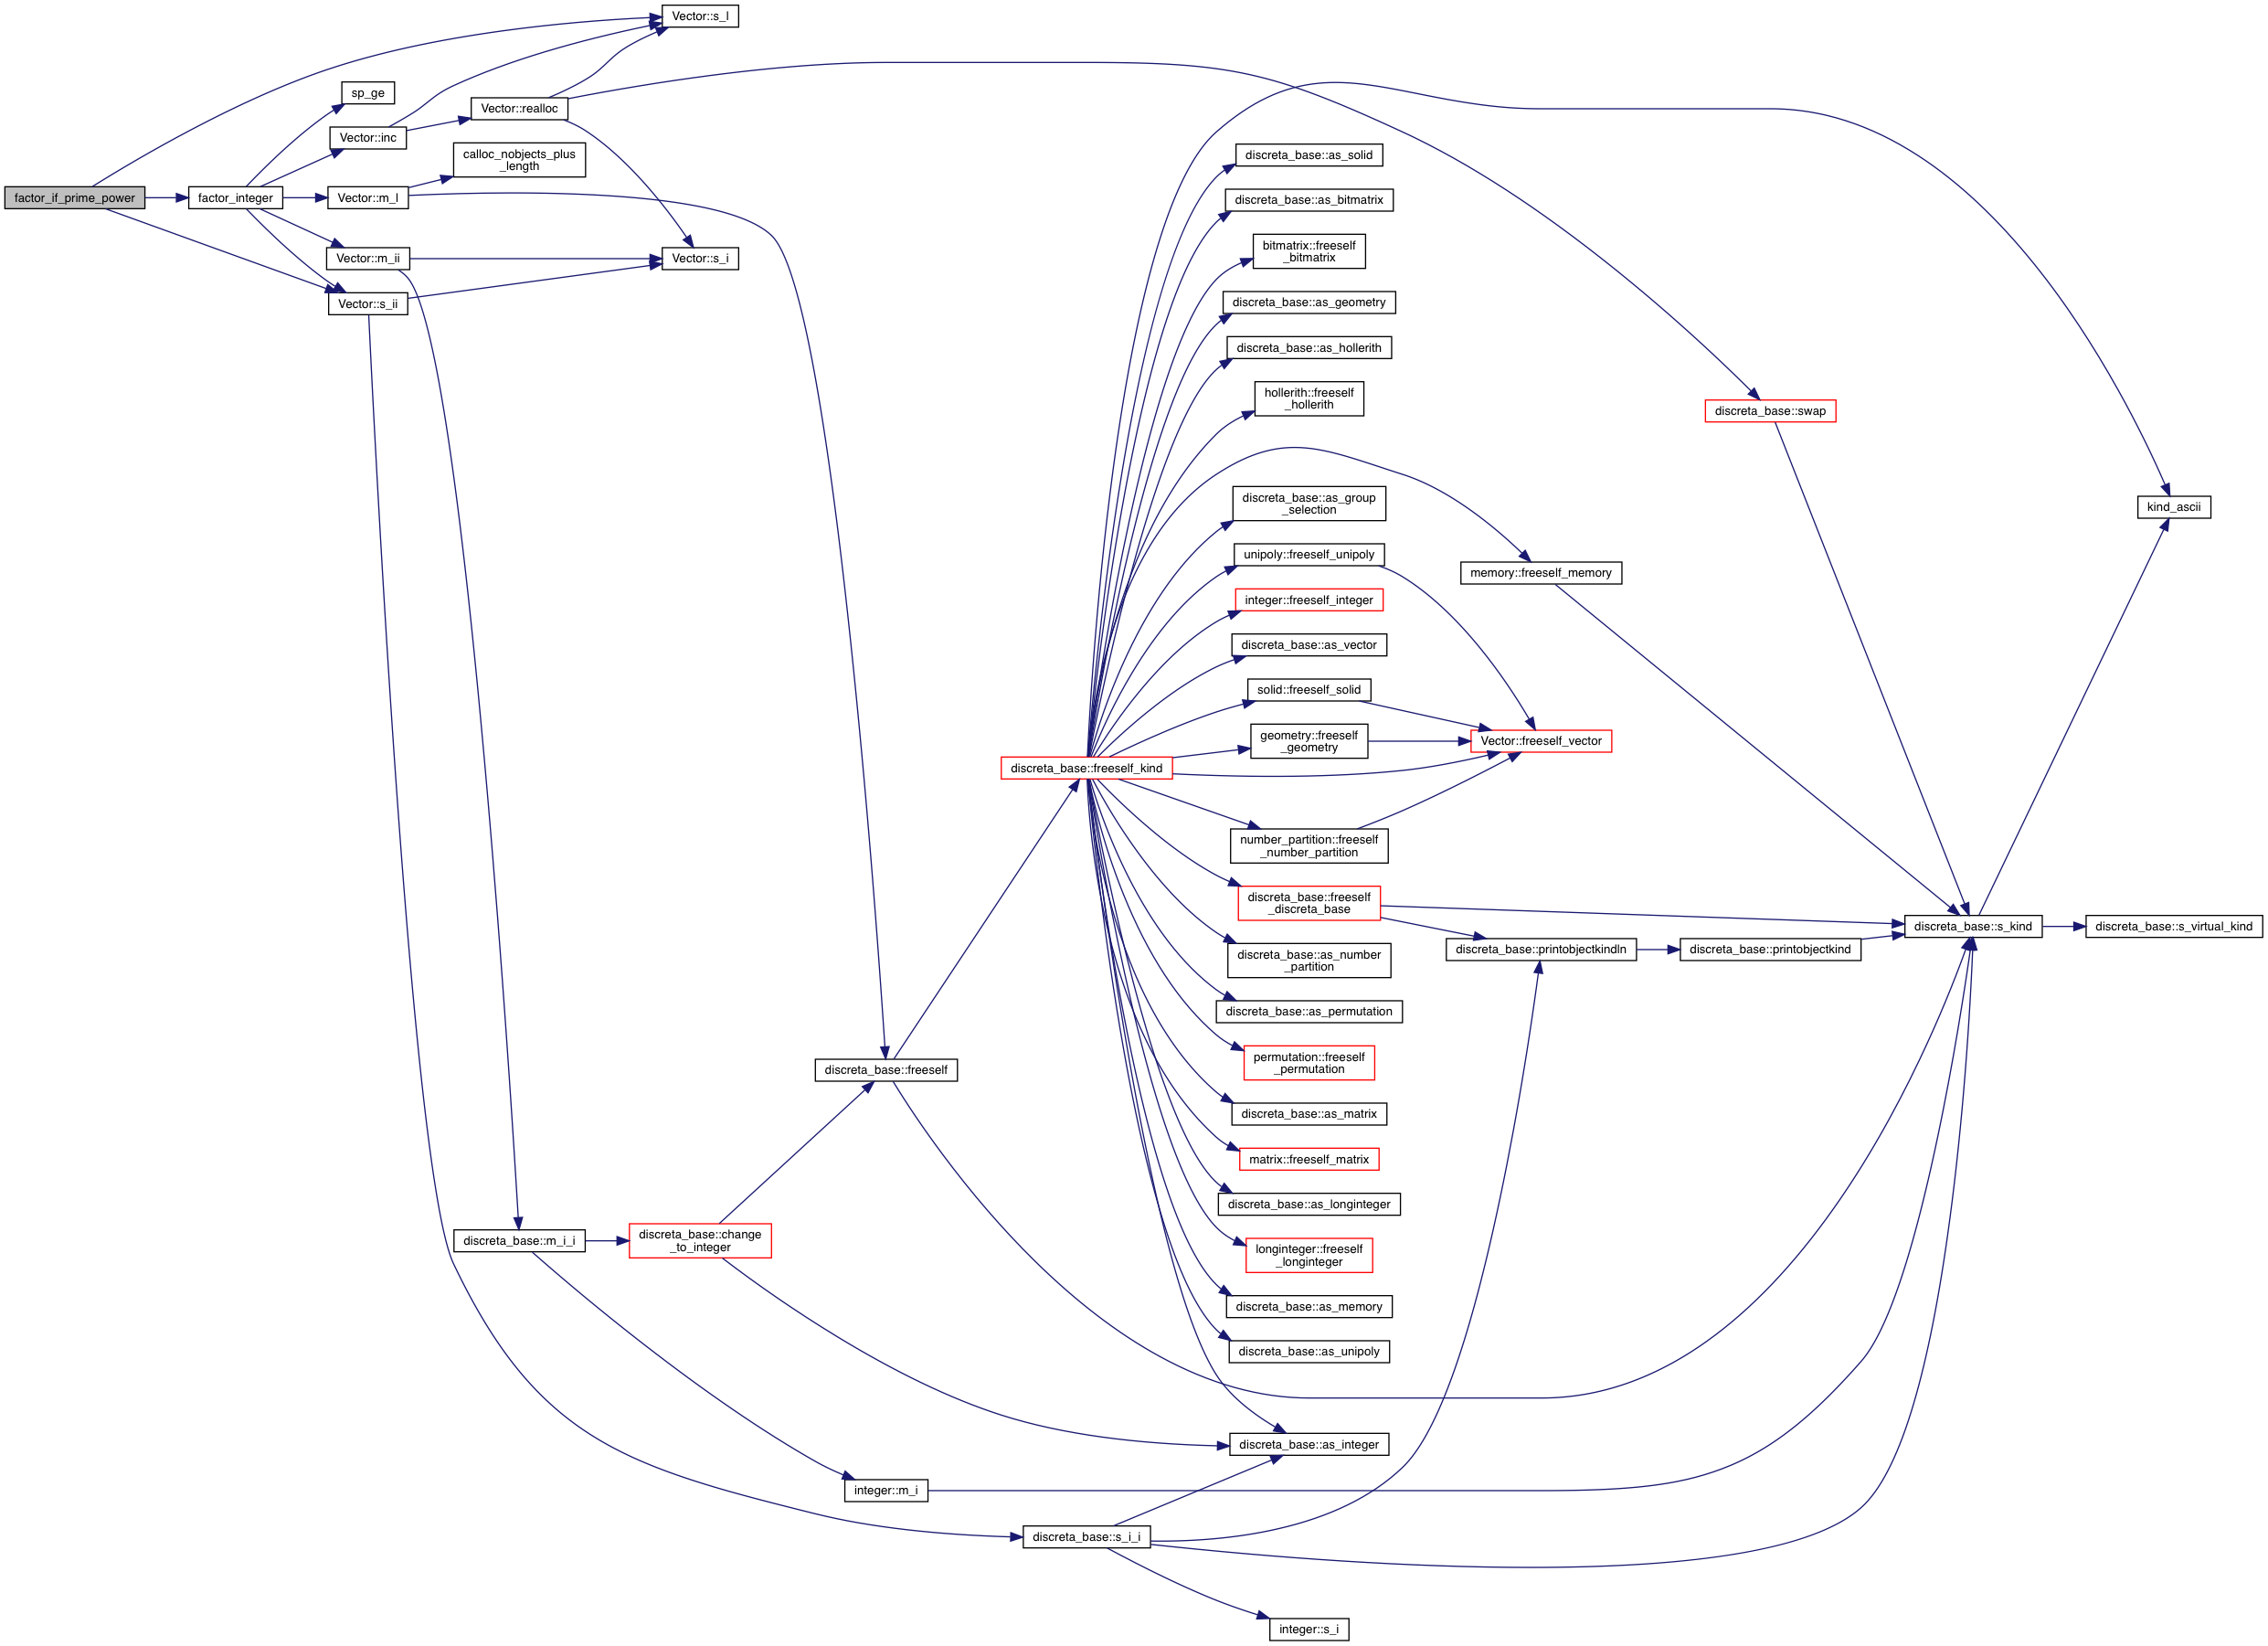 Vector::s_l
sp_ge
Vector::realloc
Vector::inc
calloc_nobjects_plus
_length
factor_if_prime_power
factor_integer
Vector::m_l
Vector::m_ii
Vector::s_i
Vector::s_ii
discreta_base::as_solid
discreta_base::as_bitmatrix
bitmatrix::freeself
_bitmatrix
discreta_base::as_geometry
discreta_base::as_hollerith
hollerith::freeself
_hollerith
discreta_base::swap
discreta_base::as_group
_selection
kind_ascii
unipoly::freeself_unipoly
memory::freeself_memory
integer::freeself_integer
discreta_base::as_vector
solid::freeself_solid
geometry::freeself
_geometry
Vector::freeself_vector
discreta_base::freeself_kind
number_partition::freeself
_number_partition
discreta_base::freeself
_discreta_base
discreta_base::s_kind
discreta_base::s_virtual_kind
discreta_base::printobjectkindln
discreta_base::printobjectkind
discreta_base::as_number
_partition
discreta_base::as_permutation
permutation::freeself
_permutation
discreta_base::freeself
discreta_base::as_matrix
matrix::freeself_matrix
discreta_base::as_longinteger
discreta_base::m_i_i
discreta_base::change
_to_integer
longinteger::freeself
_longinteger
discreta_base::as_memory
discreta_base::as_unipoly
discreta_base::as_integer
integer::m_i
discreta_base::s_i_i
integer::s_i